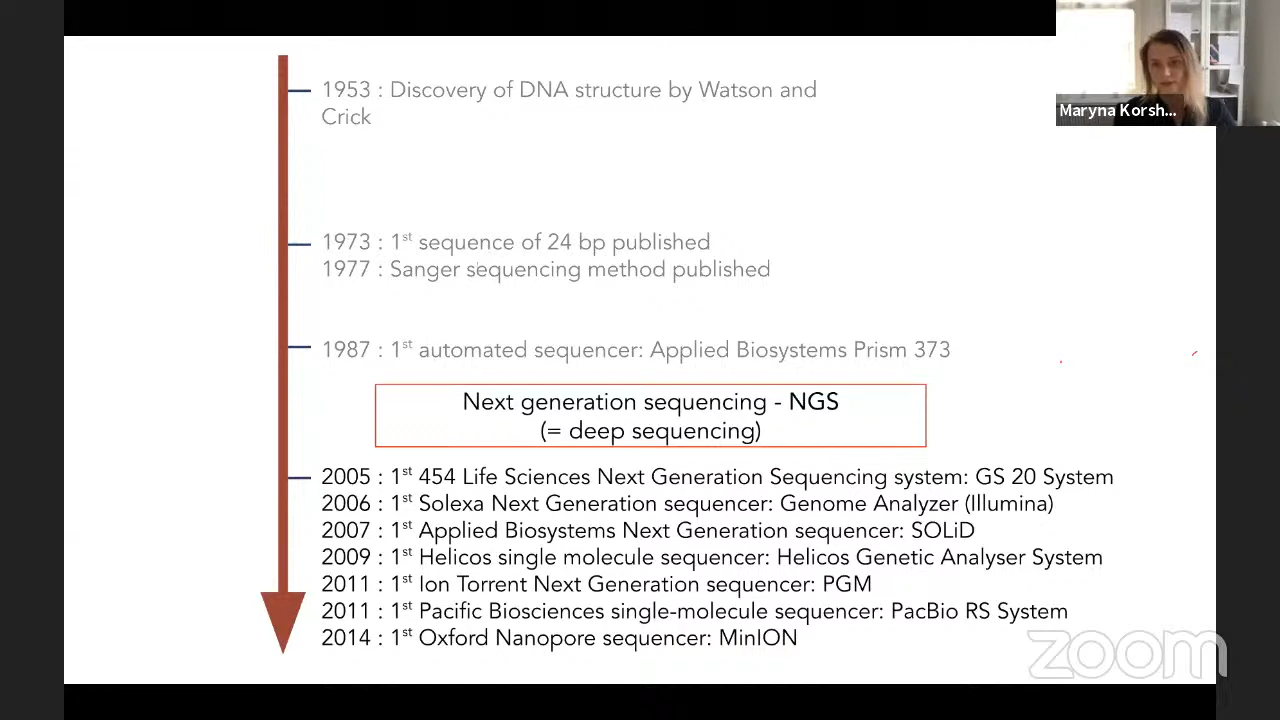 Maryna Korsh...
1953 : Discovery of DNA structure by Watson and
Crick
1973 : 1st sequence of 24 bp published
1977 : Sanger sequencing method published
1987 : 1st automated sequencer: Applied Biosystems Prism 373
Next generation sequencing - NGS
(= deep sequencing)
2005 : 1st 454 Life Sciences Next Generation Sequencing system: GS 20 System
2006 : 1st Solexa Next Generation sequencer: Genome Analyzer (Illumina)
2007 : 1st Applied Biosystems Next Generation sequencer: SOLiD
2009 : 1st Helicos single molecule sequencer: Helicos Genetic Analyser System
2011 : 1st Ion Torrent Next Generation sequencer: PGM
2011 : 1st Pacific Biosciences single-molecule sequencer: PacBio RS System
2014 : 1st Oxford Nanopore sequencer: MinION
zoom